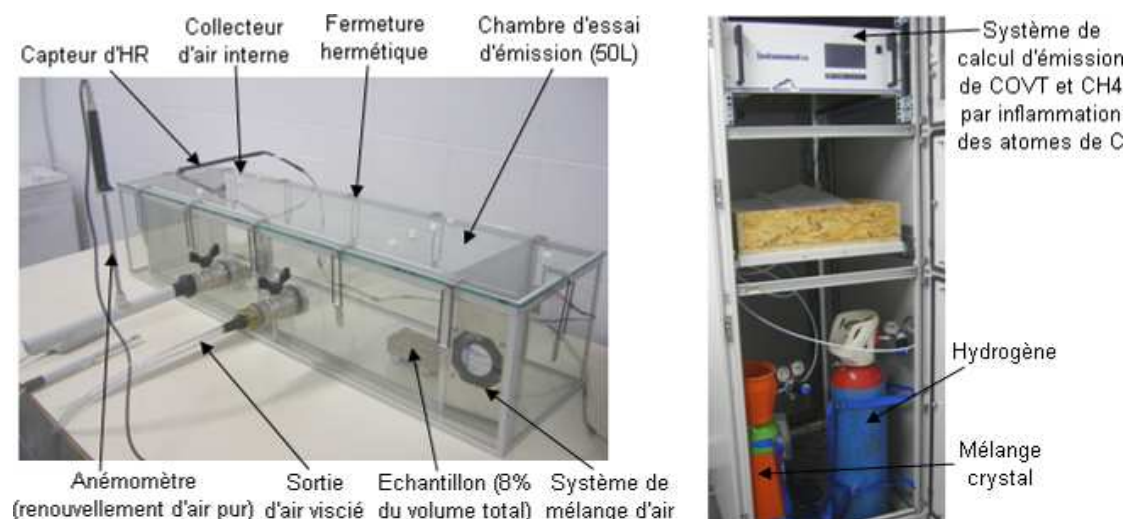 Capteur d'HR
Collecteur
d'air interne
Fermeture
hermétique
Chambre d'essai
d'émission (50L)
Anémomètre
(renouvellement d'air pur)
Sortie
d'air viscié
Echantillon (8%
du volume total)
Système de
mélange d'air
Système de
calcul d'émission
de COVT et CH4
par inflammation
des atomes de C
Hydrogène
Mélange
crystal